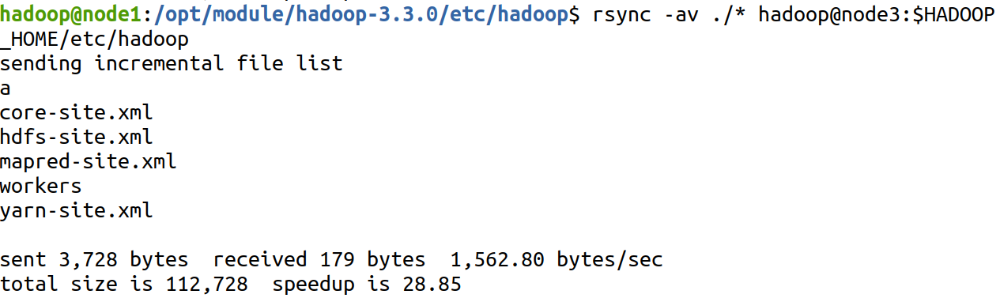 hadoop@node1:/opt/module/hadoop-3.3.0/etc/hadoop$ rsync -av ./* hadoop@node3:$HADOOP
_HOME/etc/hadoop
sending incremental file list
a
core-site.xml
hdfs-site.xml
mapred-site.xml
workers
yarn-site.xml

sent 3,728 bytes  received 179 bytes  1,562.80 bytes/sec
total size is 112,728  speedup is 28.85